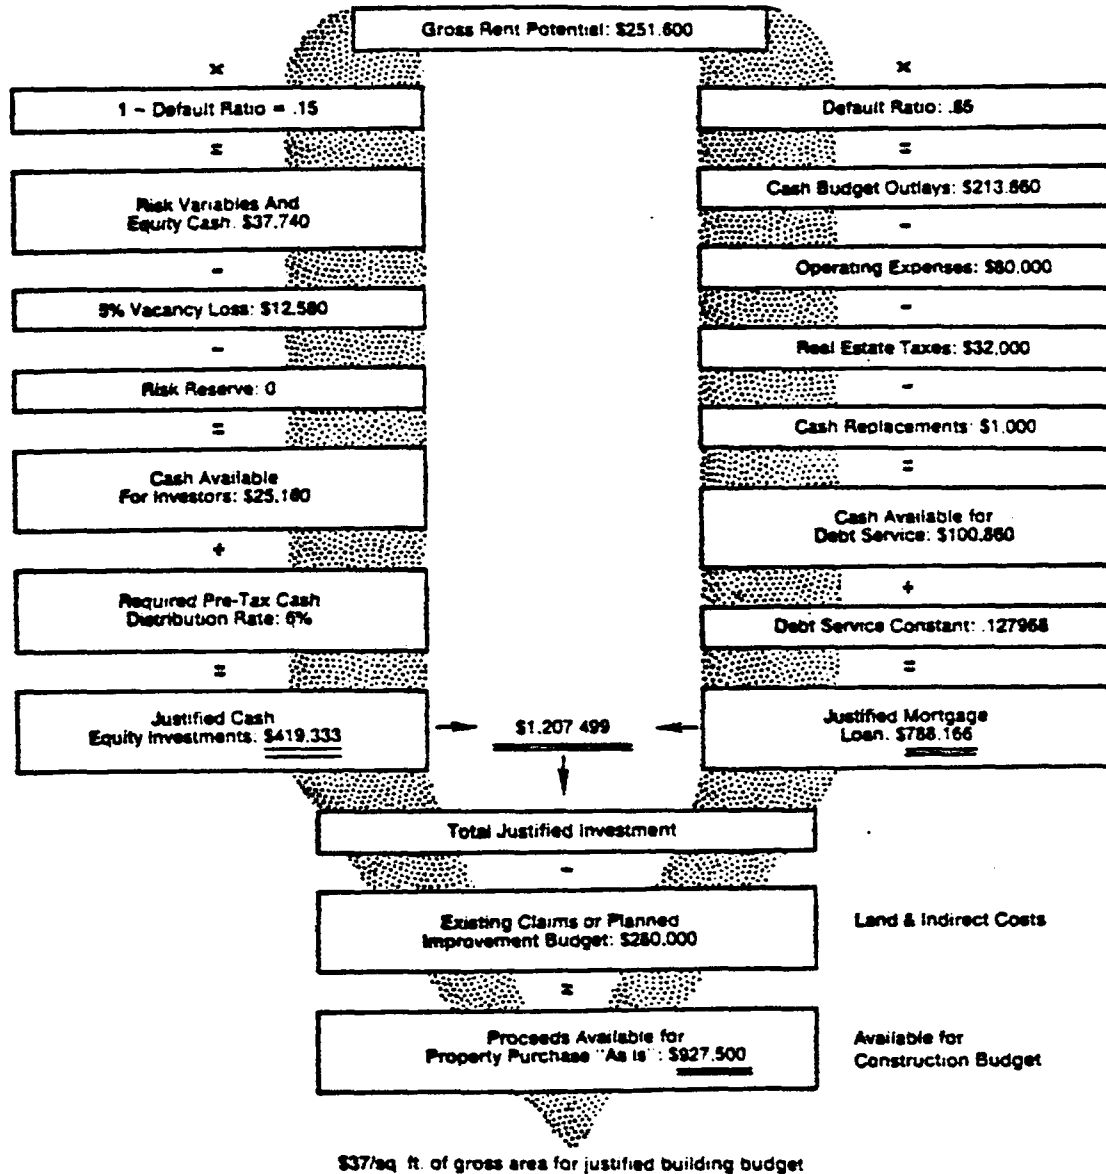 Gross Rent Potential: $251.600
×
1 - Default Ratio = .15
=
Risk Variables And
Equity Cash. $37.740
-
5% Vacancy Loss: $12.580
-
Risk Reserve: 0
=
Cash Available
For Investors: $25.160
+
Required Pre-Tax Cash
Distribution Rate: 6%
=
Justified Cash
Equity Investments: $419.333
×
Default Ratio: .85
=
Cash Budget Outlays: $213.860
-
Operating Expenses: $80.000
-
Real Estate Taxes: $32,000
-
Cash Replacements: $1.000
=
Cash Available for
Debt Service: $100.860
+
Debt Service Constant: .127968
=
Justified Mortgage
Loan. $788.166
$1.207 499
Total Justified Investment
-
Existing Claims or Planned
Improvement Budget: $280.000
Land & Indirect Costs
=
Proceeds Available for
Property Purchase "As is": $927.500
Available for
Construction Budget
$37/sq ft. of gross area for justified building budget